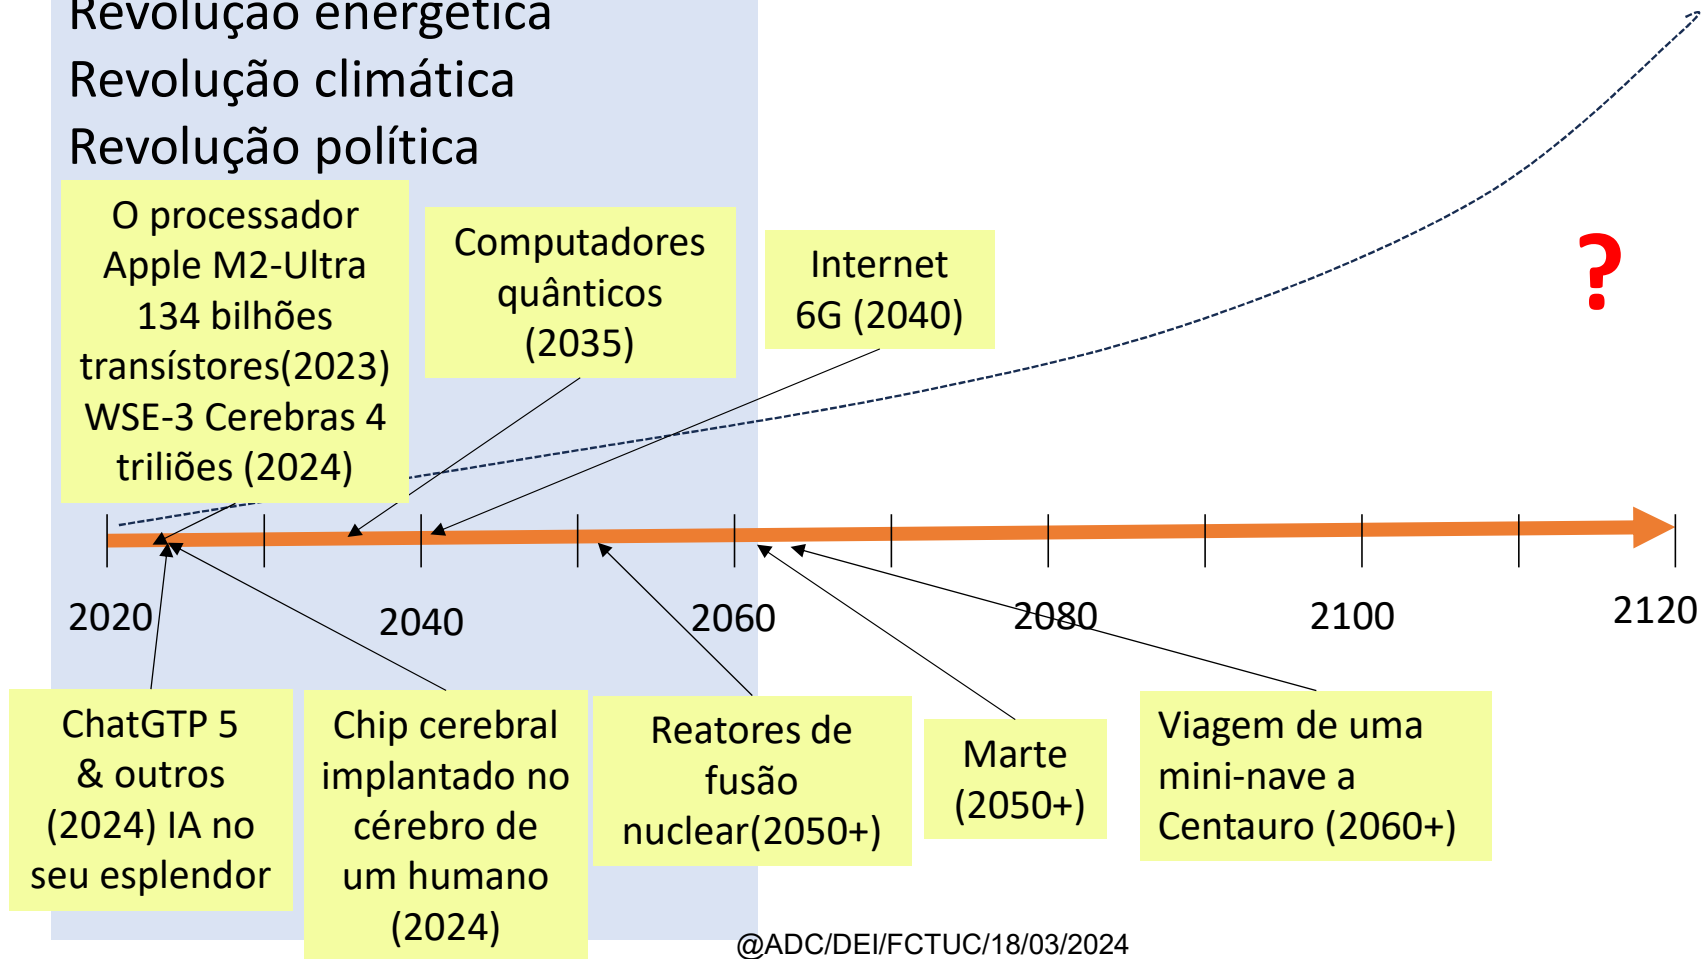 Revolução energética
Revolução climática
Revolução política
O processador
Apple M2-Ultra
134 bilhões
transístores(2023)
WSE-3 Cerebras 4
triliões (2024)
Computadores
quânticos
(2035)
Internet
6G (2040)
?
2020
2040
2060
2080
2100
2120
ChatGTP 5
& outros
(2024) IA no
seu esplendor
Chip cerebral
implantado no
cérebro de
um humano
(2024)
Reatores de
fusão
nuclear(2050+)
Marte
(2050+)
Viagem de uma
mini-nave a
Centauro (2060+)
@ADC/DEI/FCTUC/18/03/2024